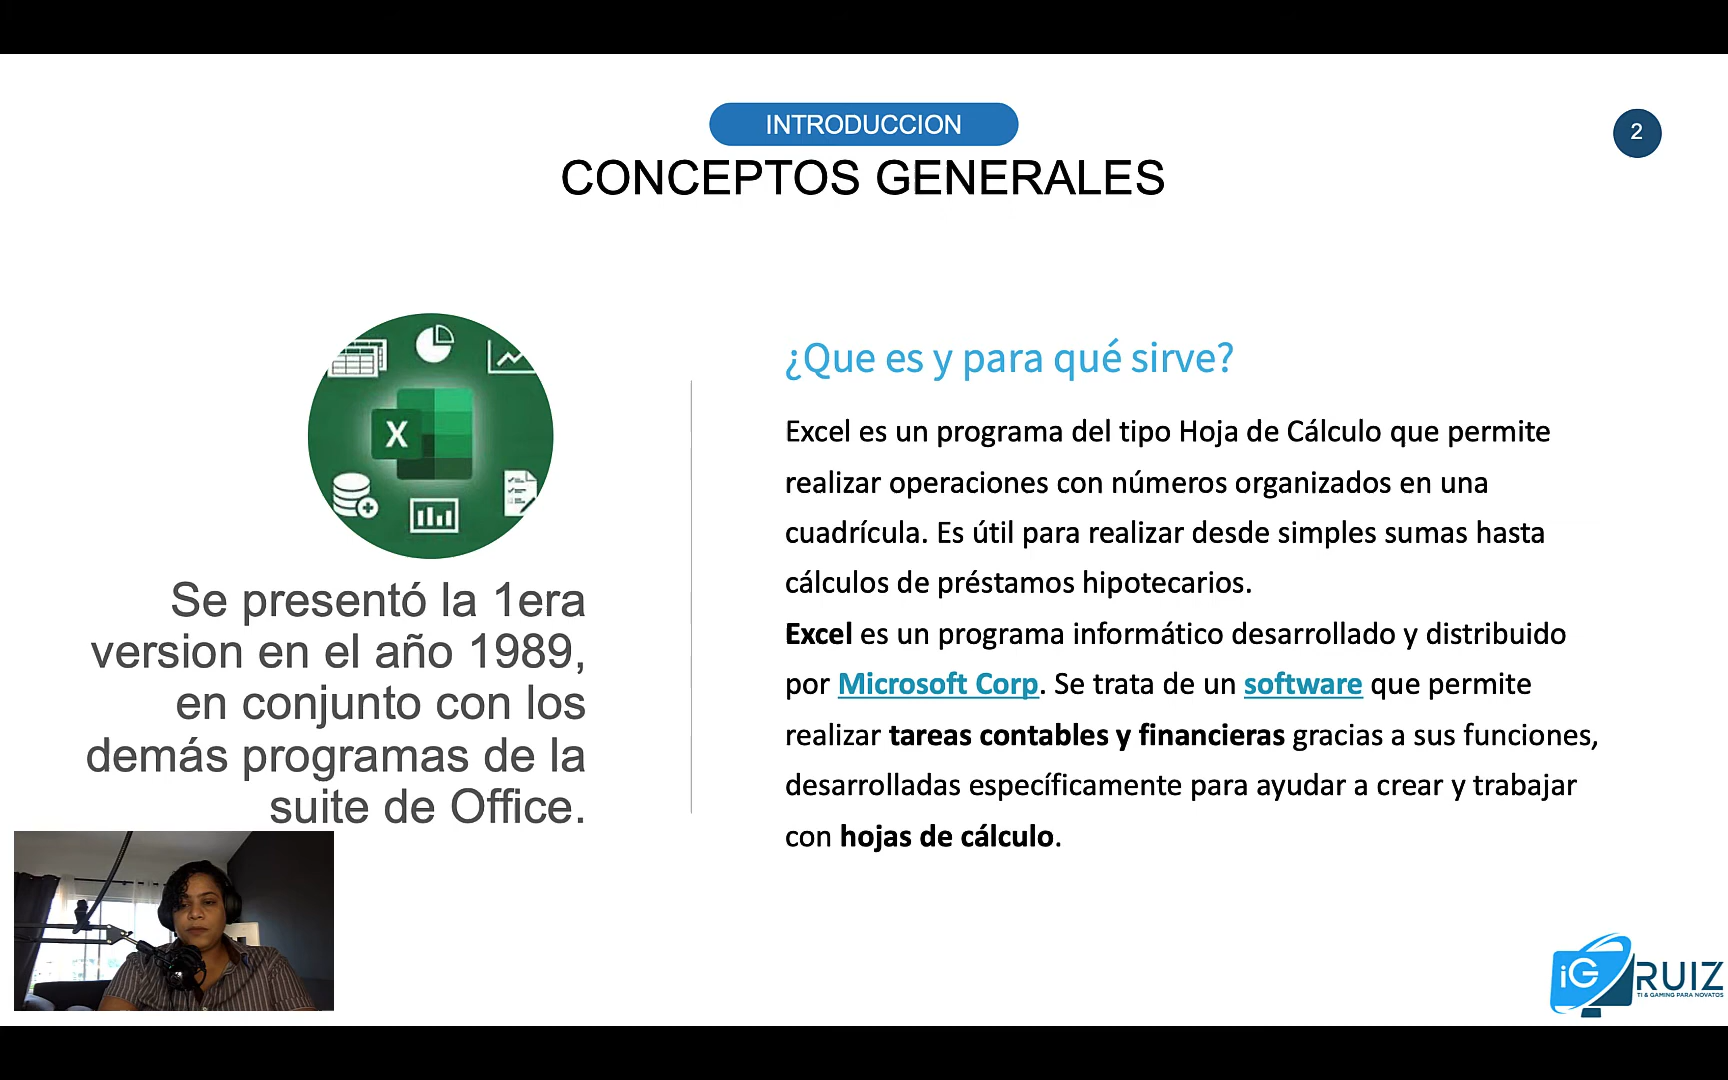 INTRODUCCION
2
CONCEPTOS GENERALES
X
Se presentó la 1era
version en el año 1989,
en conjunto con los
demás programas de la
suite de Office.
¿Que es y para qué sirve?
Excel es un programa del tipo Hoja de Cálculo que permite
realizar operaciones con números organizados en una
cuadrícula. Es útil para realizar desde simples sumas hasta
cálculos de préstamos hipotecarios.
Excel es un programa informático desarrollado y distribuido
por Microsoft Corp. Se trata de un software que permite
realizar tareas contables y financieras gracias a sus funciones,
desarrolladas específicamente para ayudar a crear y trabajar
con hojas de cálculo.
iG RUIZ
TI & GAMING PARA NOVATOS